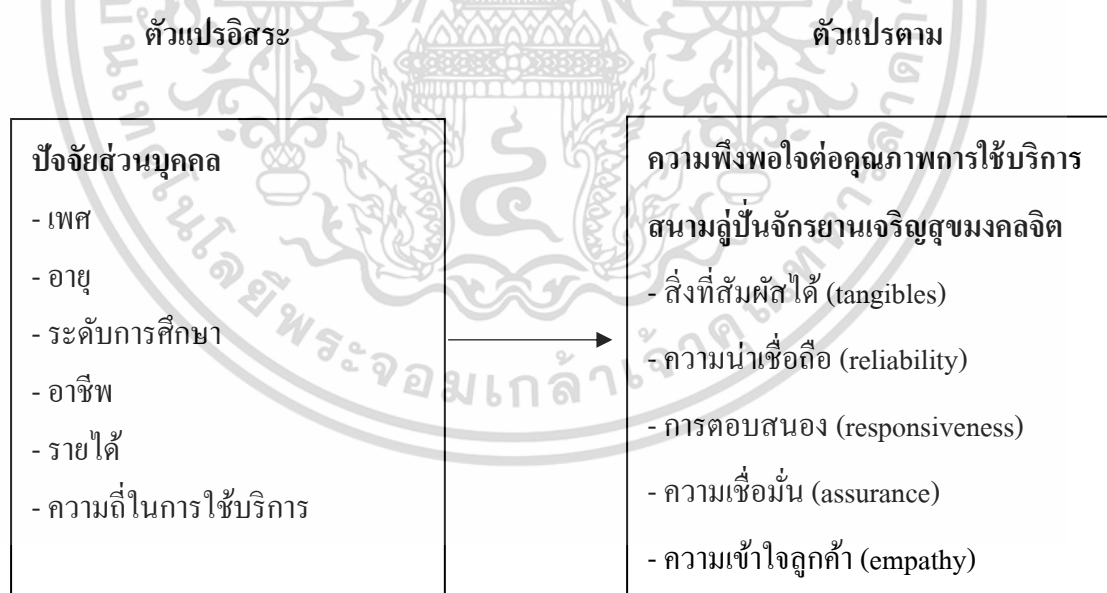 ตัวแปรอิสระ
ตัวแปรตาม
ปัจจัยส่วนบุคคล
- เพศ
- อายุ
- ระดับการศึกษา
- อาชีพ
- รายได้
- ความถี่ในการใช้บริการ
ความพึงพอใจต่อคุณภาพการใช้บริการ
สนามลู่ปั่นจักรยานเจริญสุขมงคลจิต
- สิ่งที่สัมผัสได้ (tangibles)
- ความน่าเชื่อถือ (reliability)
- การตอบสนอง (responsiveness)
- ความเชื่อมั่น (assurance)
- ความเข้าใจลูกค้า (empathy)